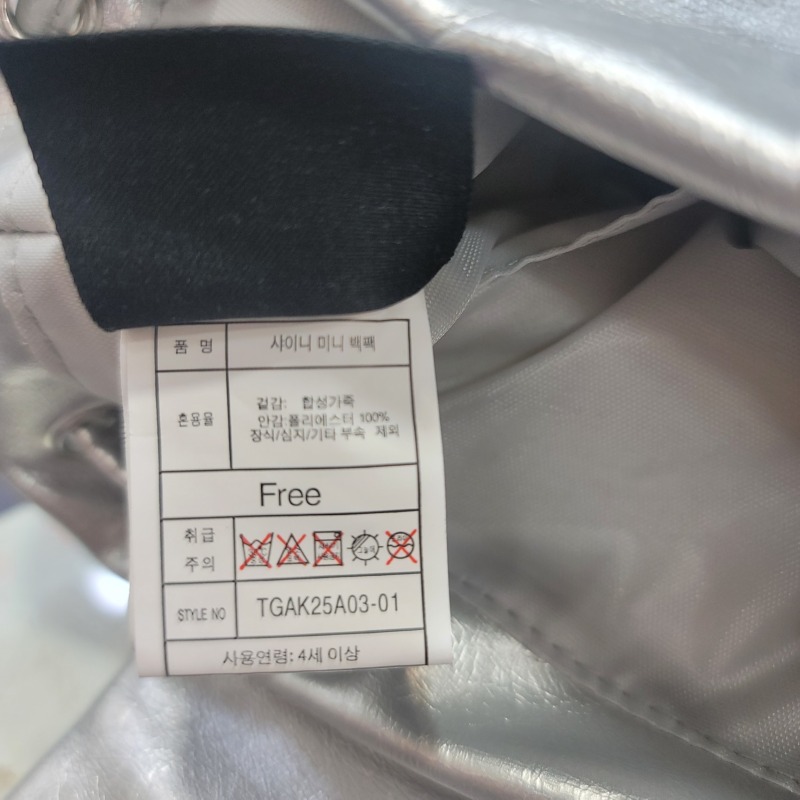 품 명 샤이니 미니 백팩
혼용율 겉감: 합성가죽
안감:폴리에스터 100%
장식/심지/기타 부속 제외
Free
취급
주의
STYLE NO TGAK25A03-01
사용연령: 4세 이상